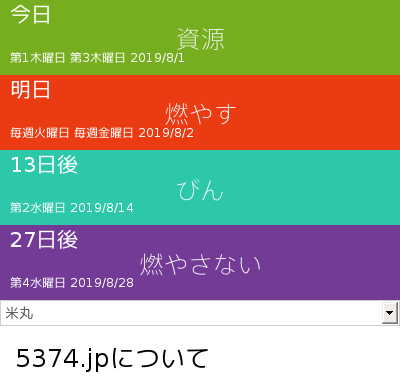 今日
資源
第1木曜日 第3木曜日 2019/8/1
明日
燃やす
毎週火曜日 毎週金曜日 2019/8/2
13日後
びん
第2水曜日 2019/8/14
27日後
燃やさない
第4水曜日 2019/8/28
米丸
5374.jpについて